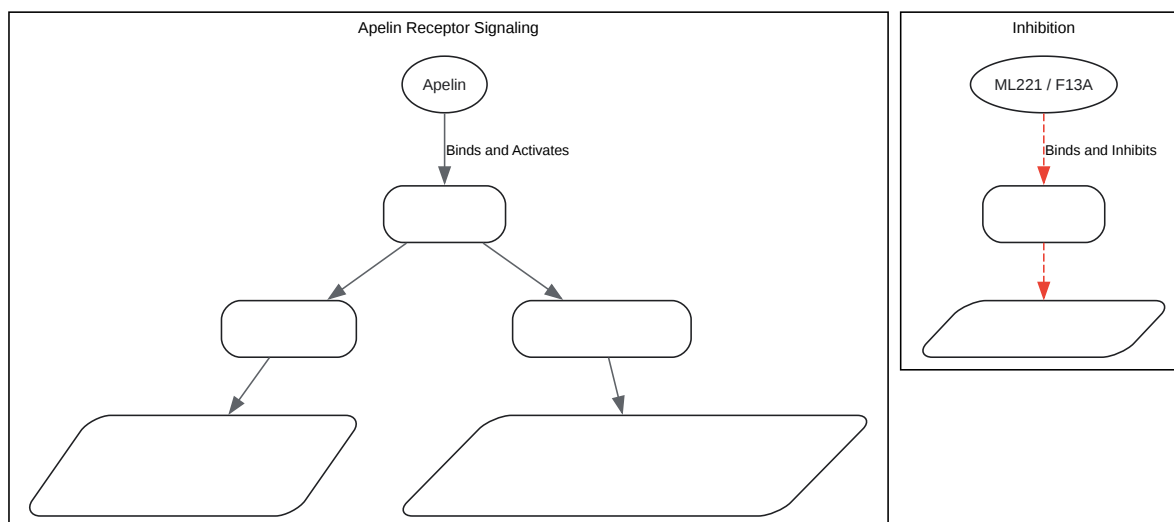 Apelin Receptor Signaling
Inhibition
Apelin
ML221 / F13A
Binds and Activates
Binds and Inhibits